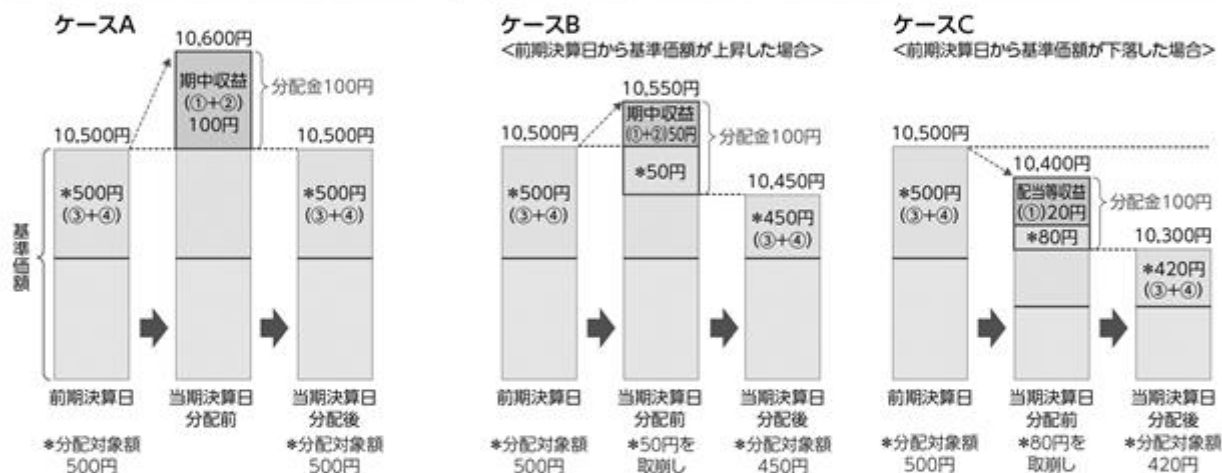 ケースA
10,600円
期中収益
(①+②)
100円
分配金100円
10,500円
10,500円
*500円
(③+④)
*500円
(③+④)
基準価額
前期決算日
当期決算日
分配前
当期決算日
分配後
*分配対象額
500円
*分配対象額
500円
ケースB
<前期決算日から基準価額が上昇した場合>
10,550円
期中収益
(①+②)50円
分配金100円
10,500円
*50円
10,450円
*500円
(③+④)
*450円
(③+④)
前期決算日
当期決算日
分配前
当期決算日
分配後
*分配対象額
500円
*50円を
取崩し
*分配対象額
450円
ケースC
<前期決算日から基準価額が下落した場合>
10,500円
10,400円
*500円
(③+④)
配当等収益
(①)20円
分配金100円
*80円
10,300円
*420円
(③+④)
前期決算日
当期決算日
分配前
当期決算日
分配後
*分配対象額
500円
*80円を
取崩し
*分配対象額
420円